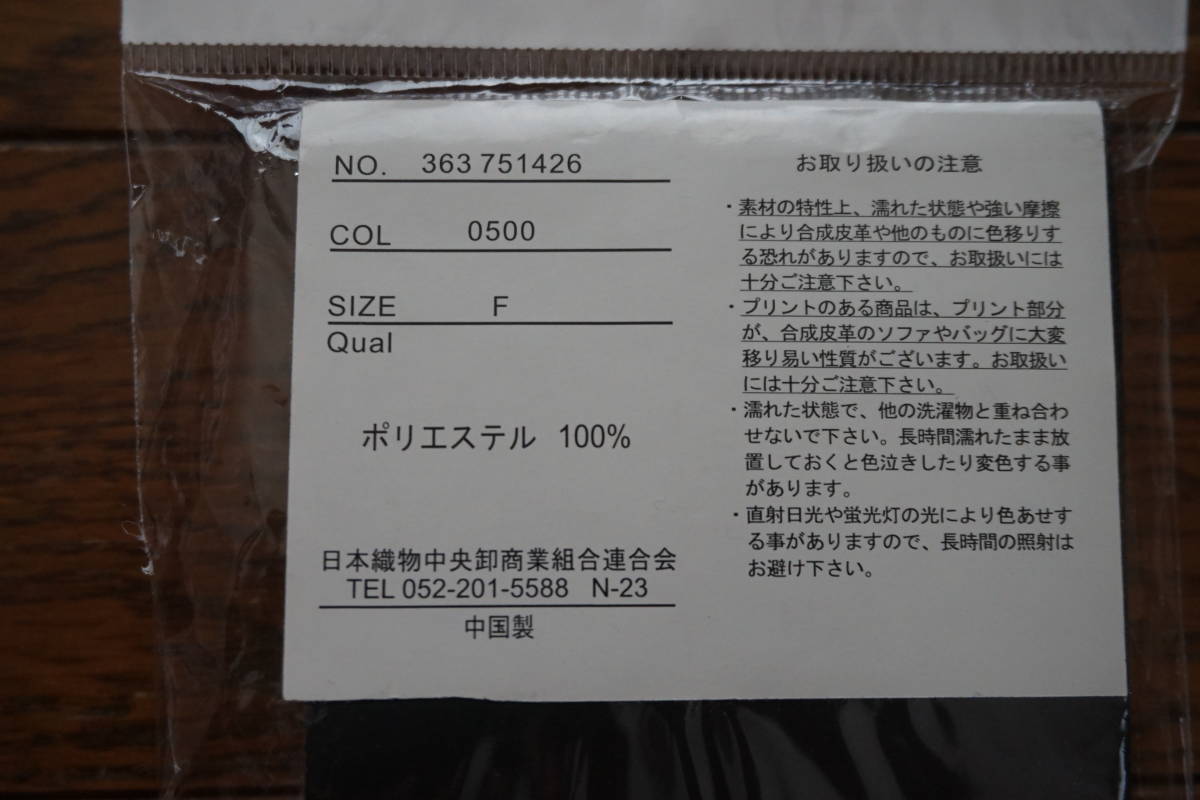 NO. 363 751426
COL 0500
SIZE F
Qual
ポリエステル 100%
日本織物中央卸商業組合連合会
TEL 052-201-5588 N-23
中国製
お取り扱いの注意
・素材の特性上、濡れた状態や強い摩擦
により合成皮革や他のものに色移りす
る恐れがありますので、お取扱いには
十分ご注意下さい。
・プリントのある商品は、プリント部分
が、合成皮革のソファやバッグに大変
移り易い性質がございます。お取扱い
には十分ご注意下さい。
・濡れた状態で、他の洗濯物と重ね合わ
せないで下さい。長時間濡れたまま放
置しておくと色泣きしたり変色する事
があります。
・直射日光や蛍光灯の光により色あせす
る事がありますので、長時間の照射は
お避け下さい。